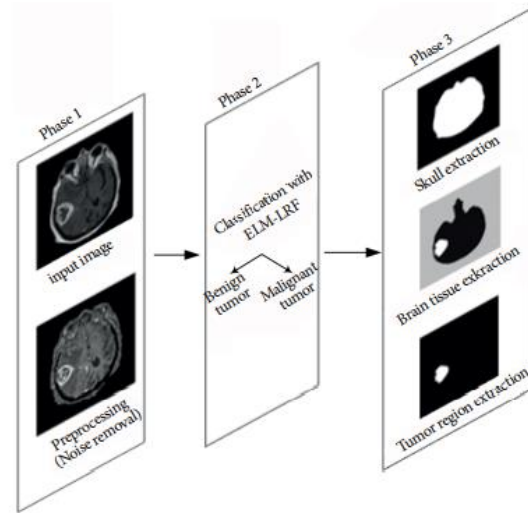 Phase 1
input image
Preprocessing
(Noise removal)
Phase 2
Classification with
ELM-LRF
Benign
tumor
Malignant
tumor
Phase 3
Skull extraction
Brain tissue exkraction
Tumor region extraction